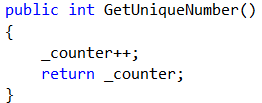 public int GetUniqueNumber()
{
    _counter++;
    return _counter;
}